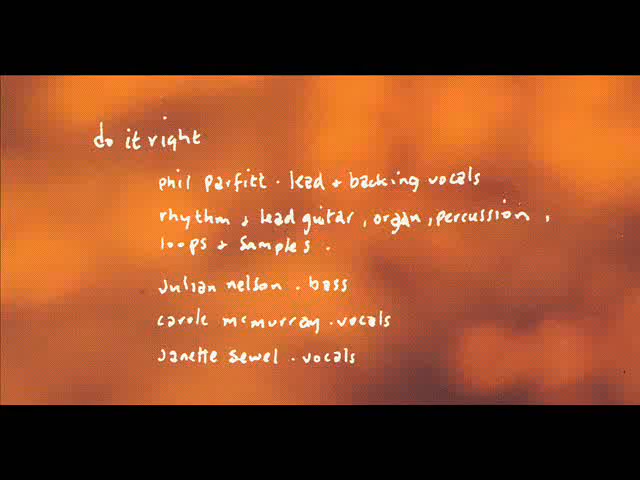 do it right
phil parfitt . lead + backing vocals
rhythm + lead guitar, organ, percussion,
loops + samples.
julian nelson . bass
carole mcmurray . vocals
janette sewel . vocals